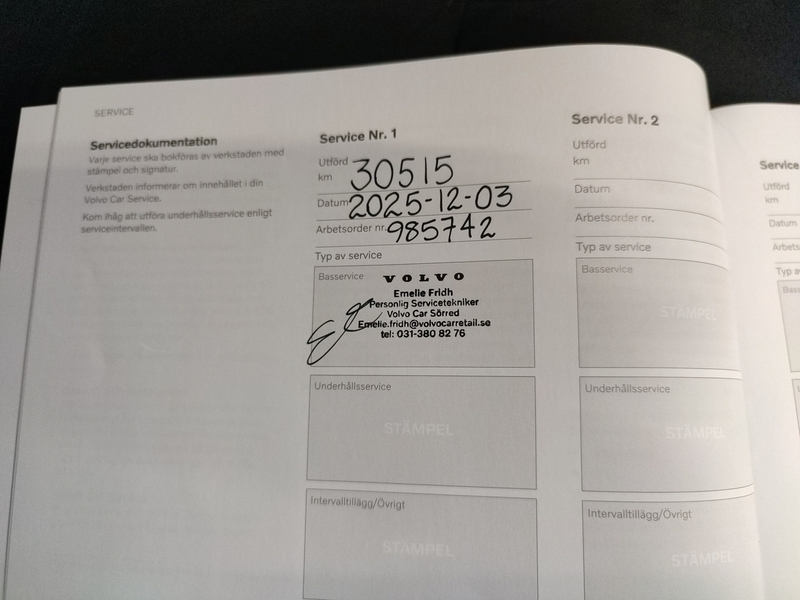 SERVICE
Servicedokumentation
Varje service ska bokföras av verkstaden med
stämpel och signatur.
Verkstaden informerar om innehållet i din
Volvo Car Service.
Kom ihåg att utföra underhållsservice enligt
serviceintervallen.
Service Nr. 1
Utförd
km 30515
Datum 2025-12-03
Arbetsorder nr. 985742
Typ av service
Basservice
VOLVO
Emelie Fridh
Personlig Servicetekniker
Volvo Car Sörred
Emelie.fridh@volvocarretail.se
tel: 031-380 82 76
Underhållsservice
STÄMPEL
Intervalltillägg/Övrigt
STÄMPEL
Service Nr. 2
Utförd
km
Datum
Arbetsorder nr.
Typ av service
Basservice
STÄMPEL
Underhållsservice
STÄMPEL
Intervalltillägg/Övrigt
STÄMPEL
Service
Utförd
km
Datum